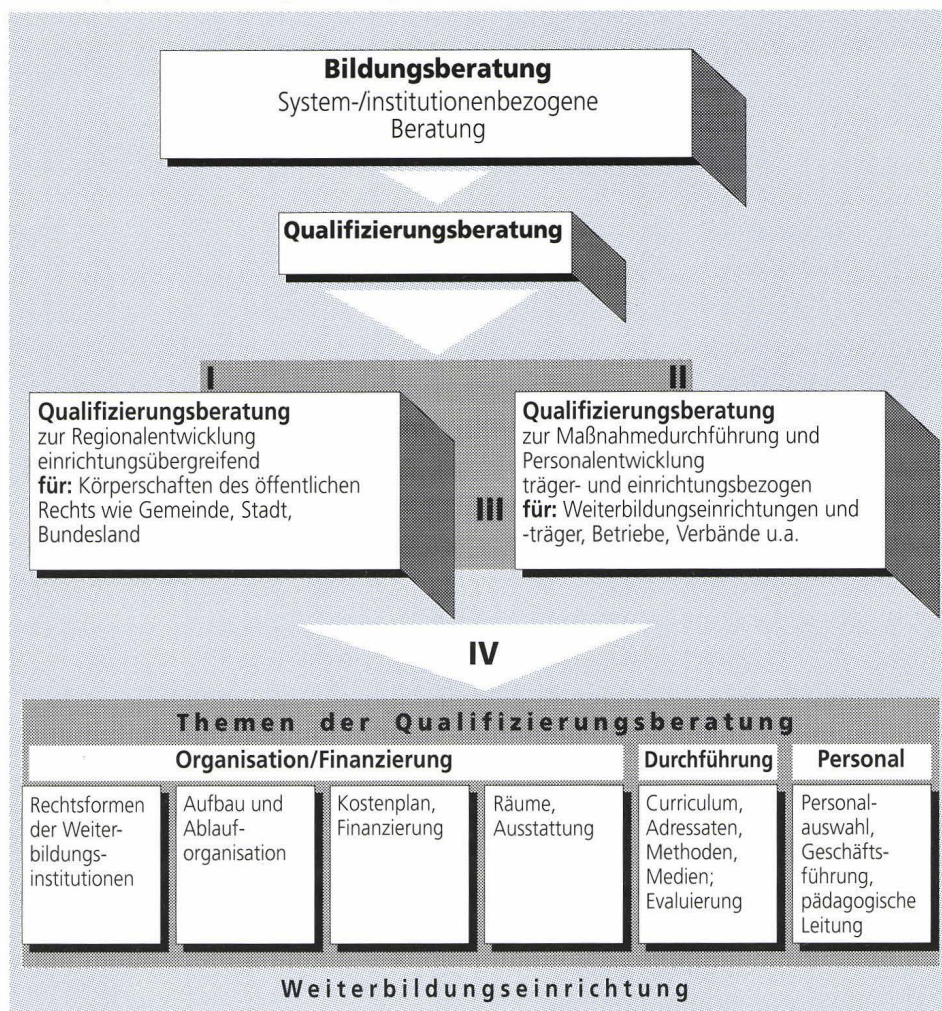 Bildungsberatung
System-/institutionenbezogene
Beratung
Qualifizierungsberatung
I
II
Qualifizierungsberatung
zur Regionalentwicklung
einrichtungsübergreifend
für: Körperschaften des öffentlichen
Rechts wie Gemeinde, Stadt,
Bundesland
III
Qualifizierungsberatung
zur Maßnahmedurchführung und
Personalentwicklung
träger- und einrichtungsbezogen
für: Weiterbildungseinrichtungen und
-träger, Betriebe, Verbände u.a.
IV
Themen der Qualifizierungsberatung
Organisation/Finanzierung
Durchführung
Personal
Rechtsformen
der Weiter-
bildungs-
institutionen
Aufbau und
Ablauf-
organisation
Kostenplan,
Finanzierung
Räume,
Ausstattung
Curriculum,
Adressaten,
Methoden,
Medien;
Evaluierung
Personal-
auswahl,
Geschäfts-
führung,
pädagogische
Leitung
Weiterbildungseinrichtung